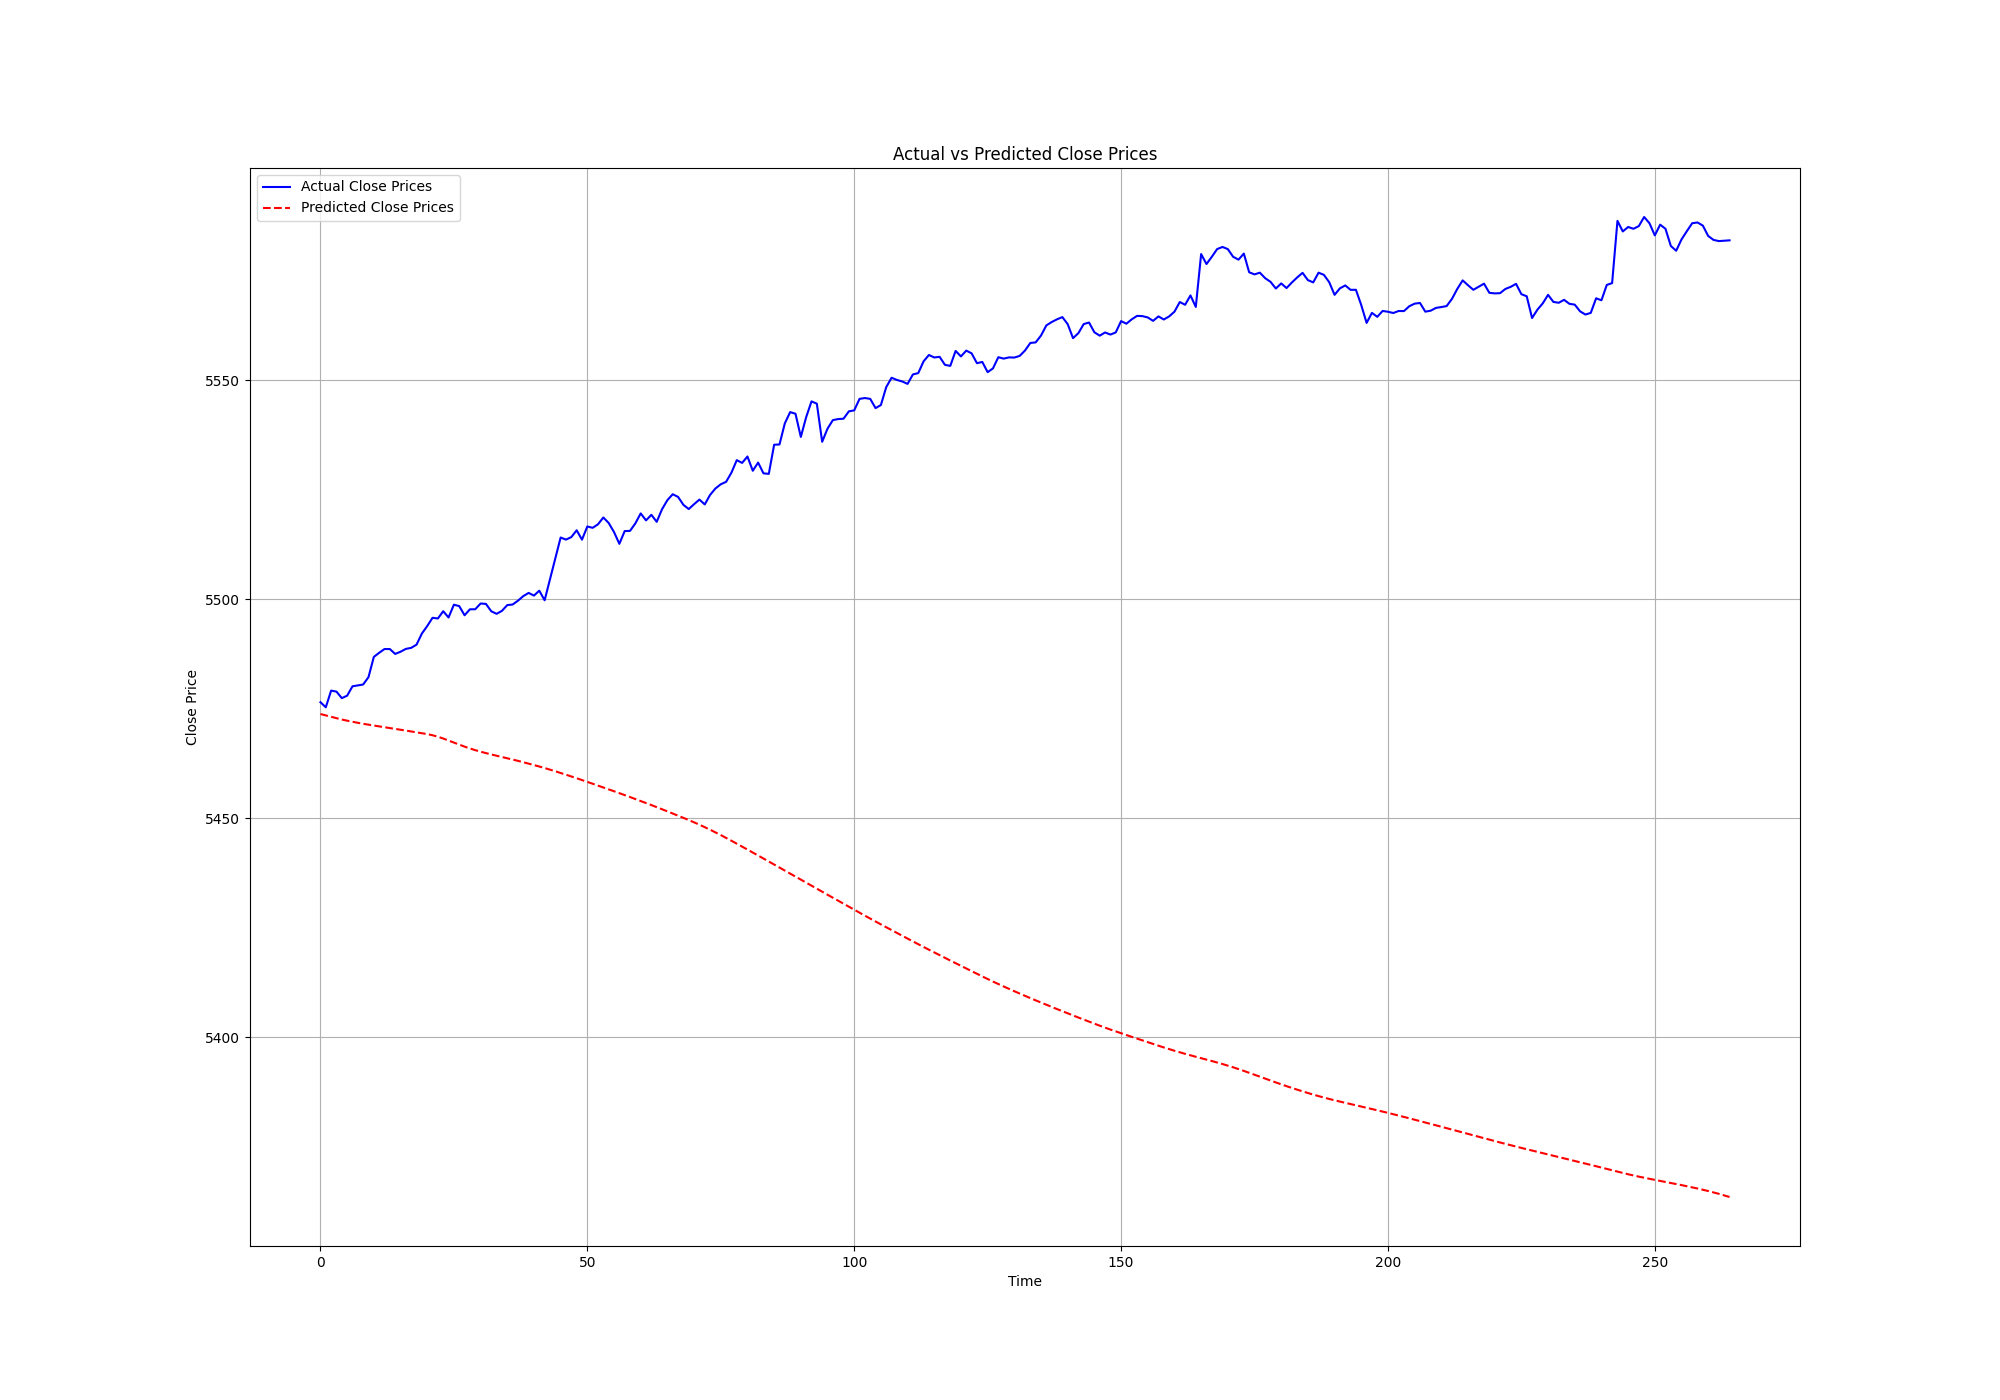 Actual vs Predicted Close Prices
Actual Close Prices
Predicted Close Prices
Close Price
5550
5500
5450
5400
0 50 100 150 200 250
Time